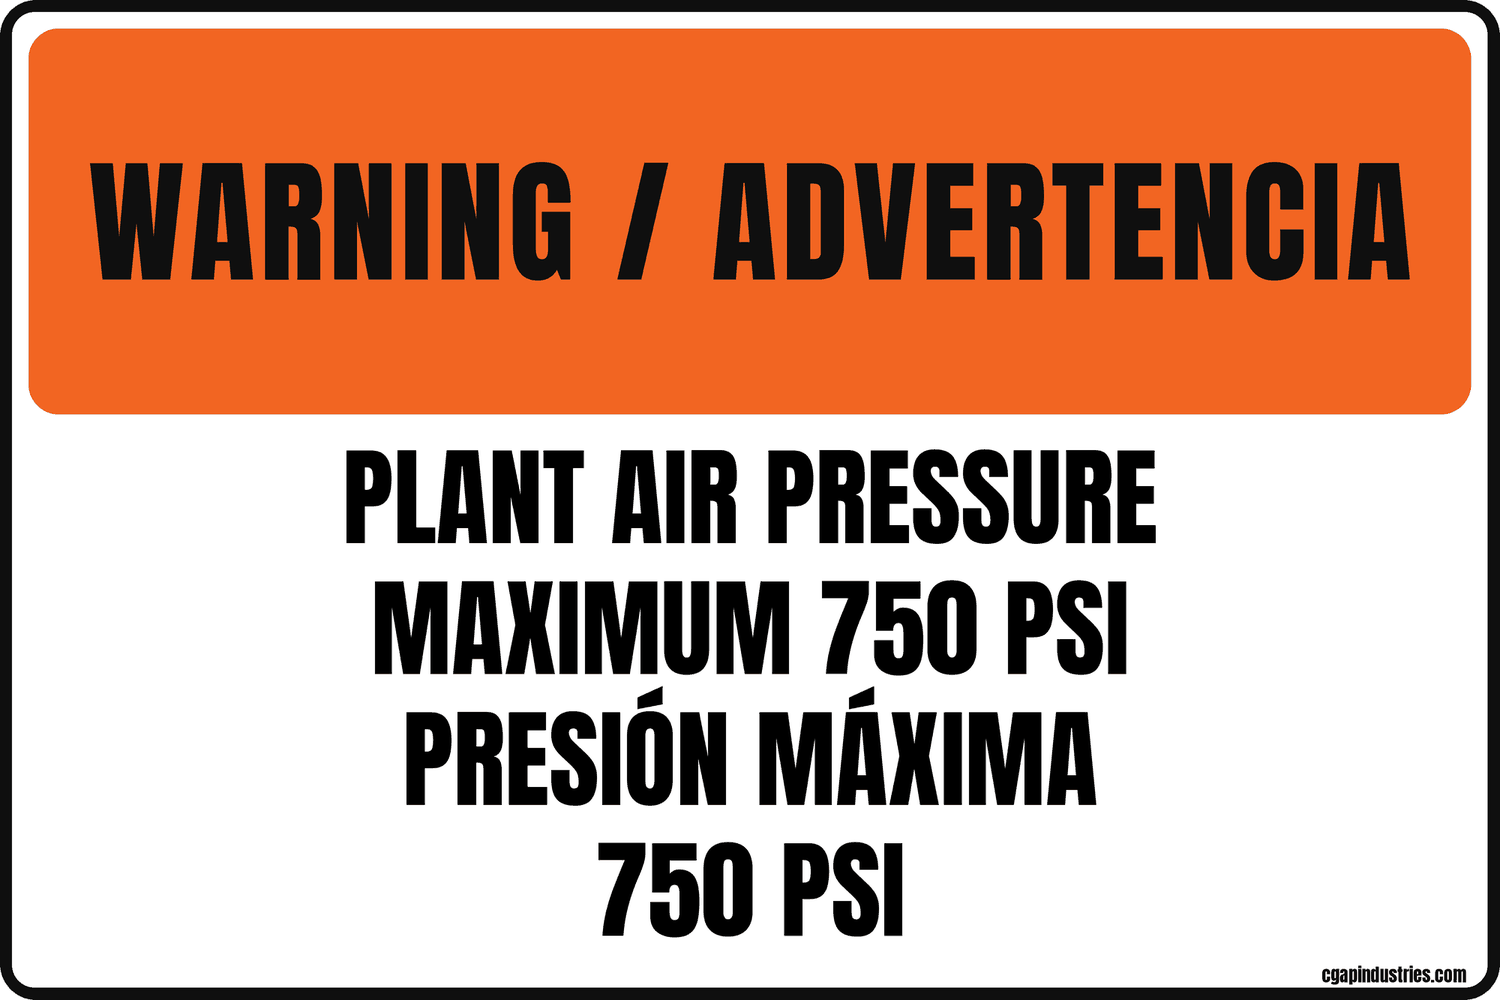 WARNING / ADVERTENCIA
PLANT AIR PRESSURE
MAXIMUM 750 PSI
PRESIÓN MÁXIMA
750 PSI
cgapindustries.com